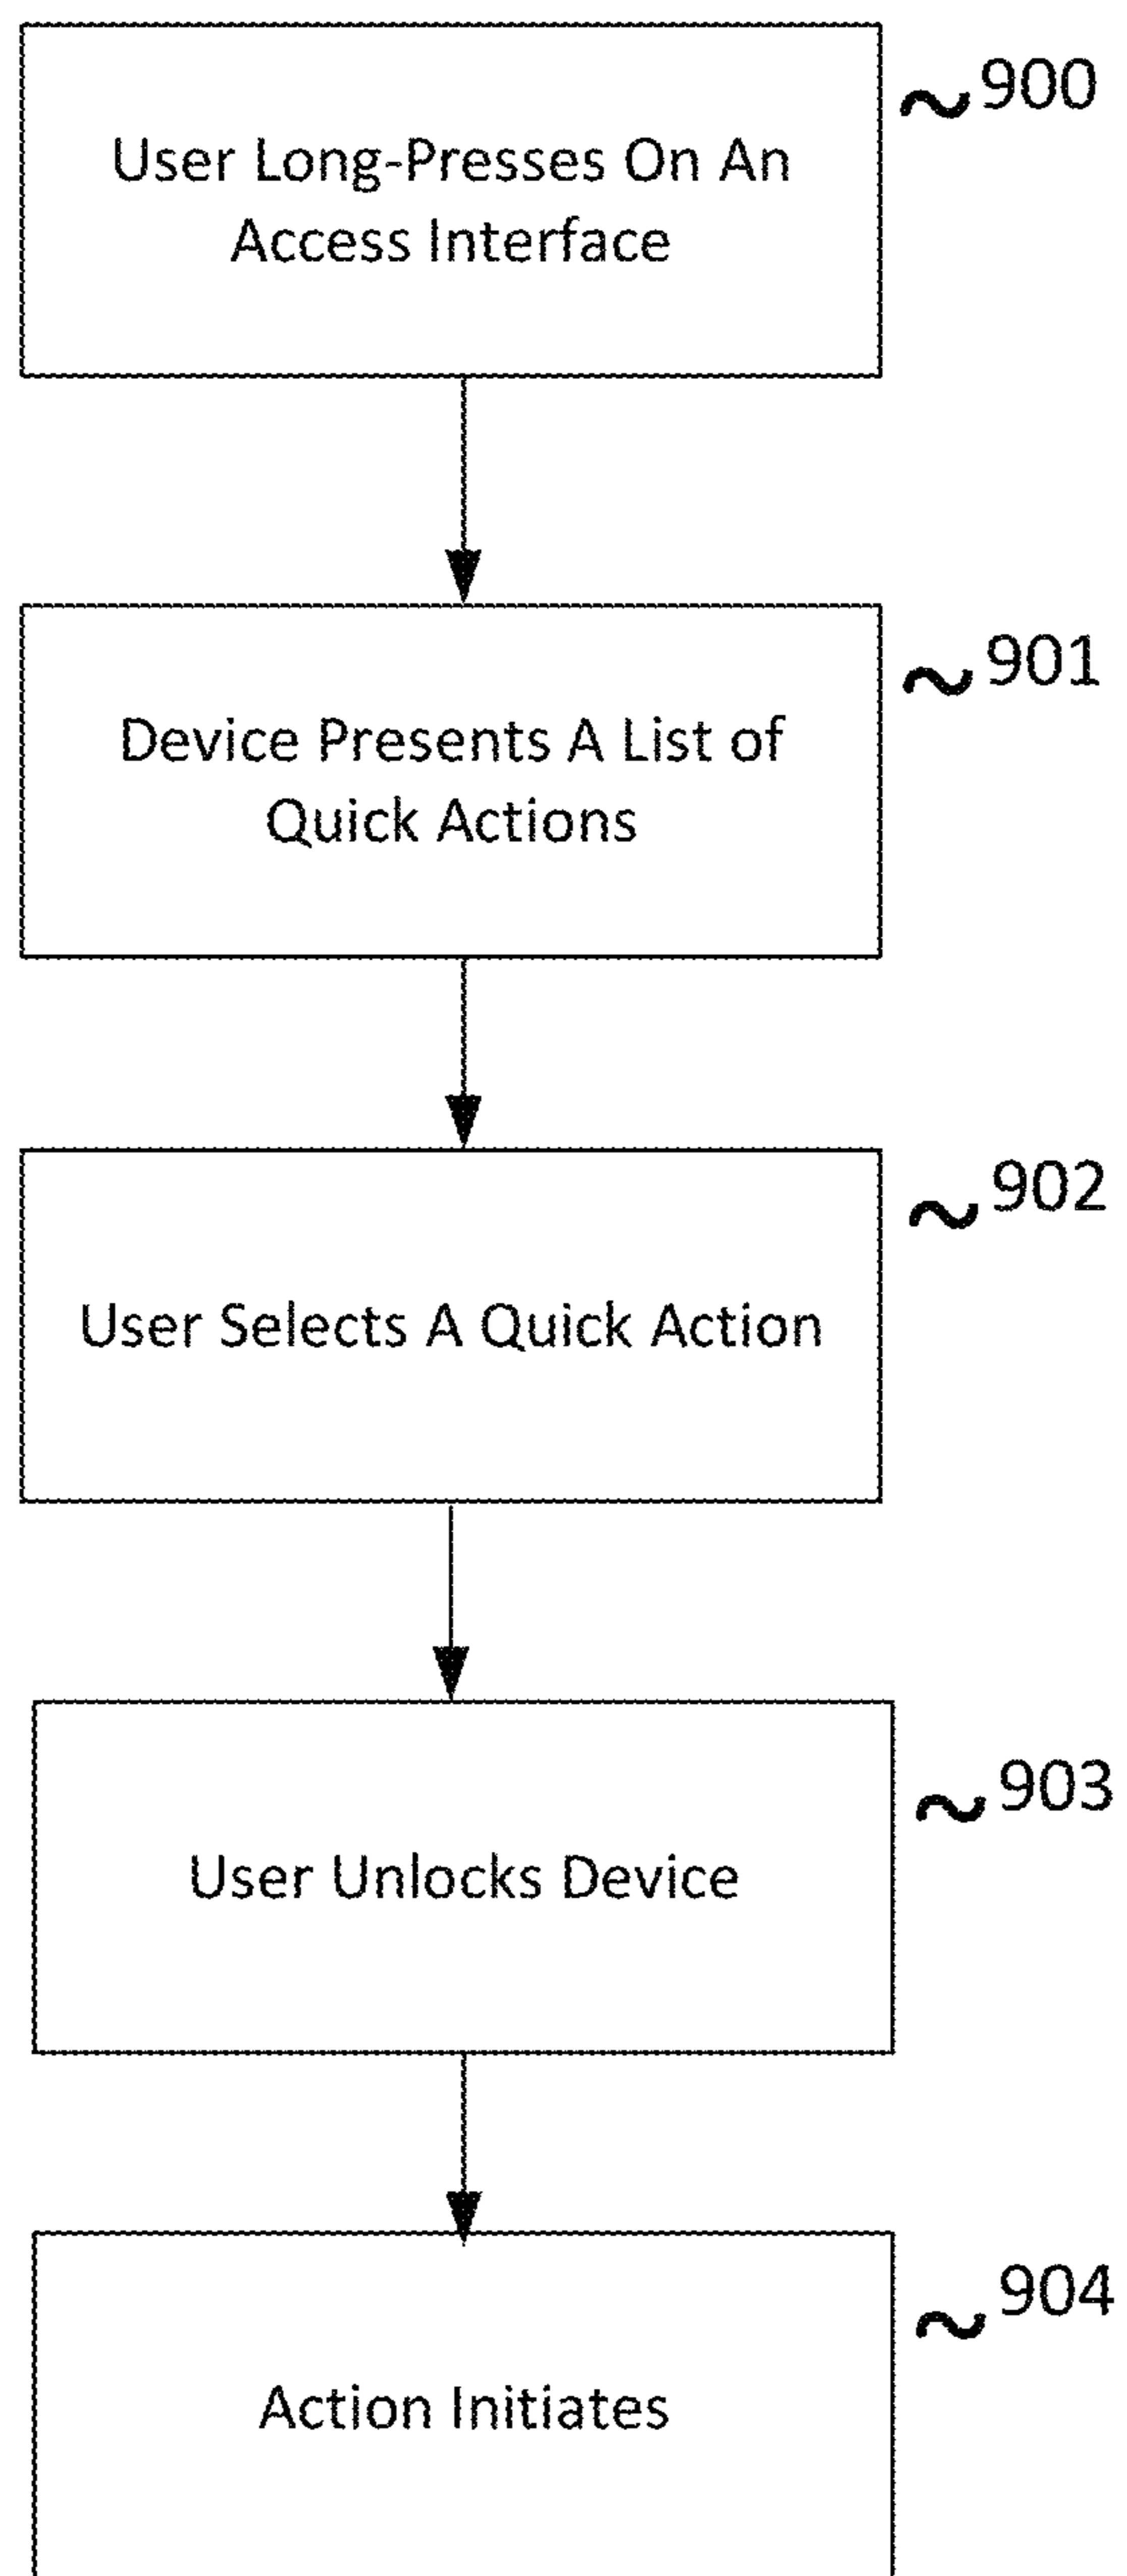 900
User Long-Presses On An
Access Interface
901
Device Presents A List of
Quick Actions
902
User Selects A Quick Action
903
User Unlocks Device
904
Action Initiates